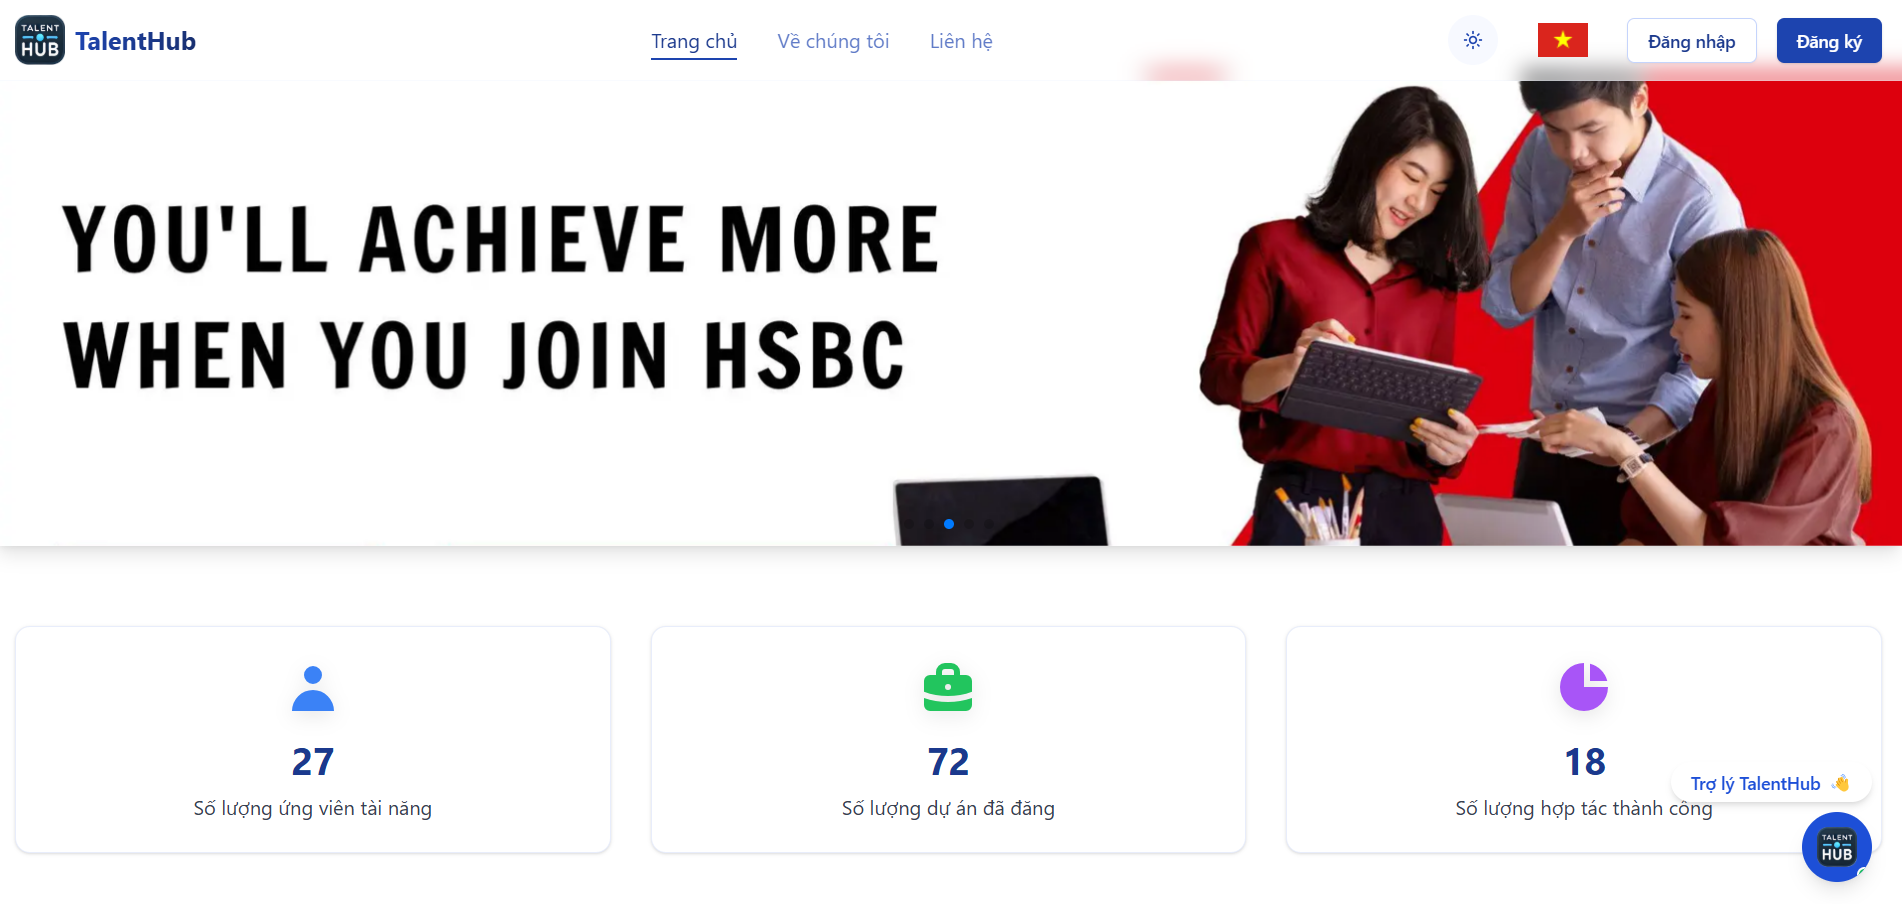 TALENT
HUB
TalentHub
Trang chủ
Về chúng tôi
Liên hệ
Đăng nhập
Đăng ký
YOU'LL ACHIEVE MORE
WHEN YOU JOIN HSBC
27
Số lượng ứng viên tài năng
72
Số lượng dự án đã đăng
18
Số lượng hợp tác thành công
Trợ lý TalentHub 👋
TALENT
HUB